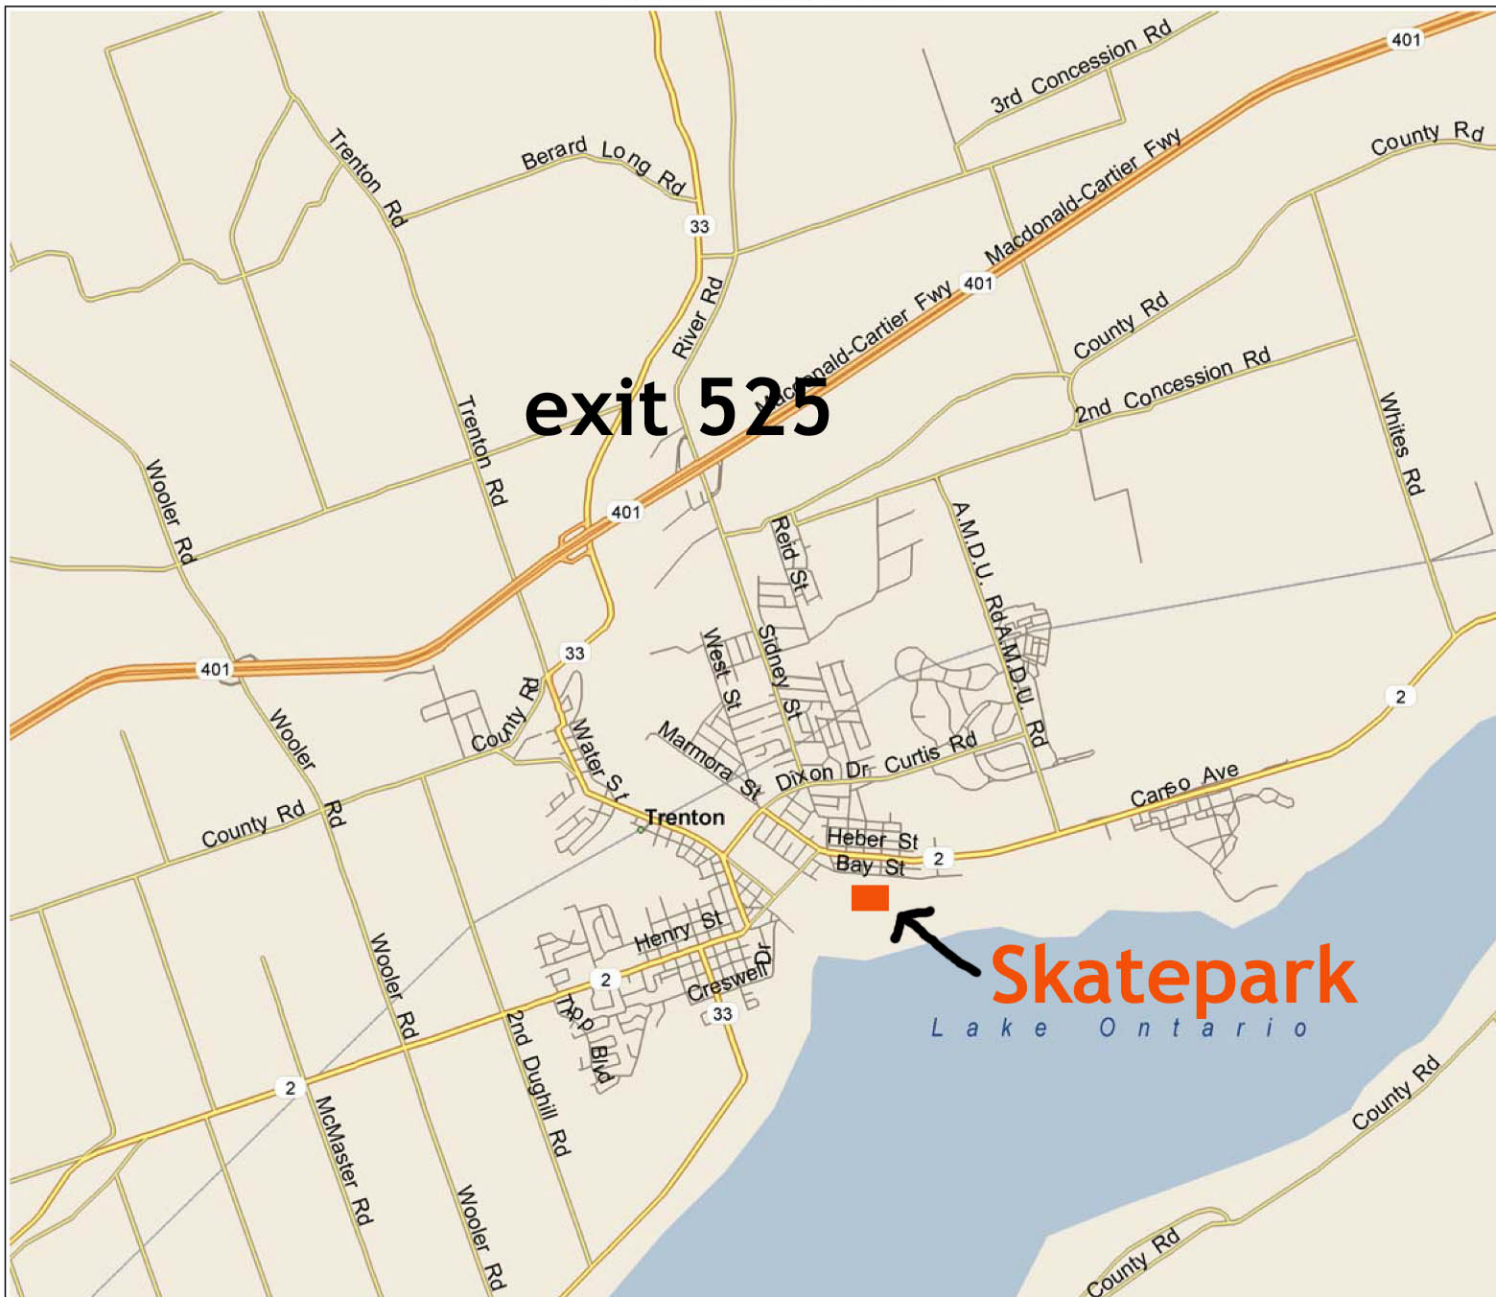 401
3rd Concession Rd
County Rd
Trenton Rd
Berard Long Rd
Macdonald-Cartier Fwy
33
401
River Rd
Macdonald-Cartier Fwy
County Rd
2nd Concession Rd
exit 525
Trenton Rd
Whites Rd
Wooler Rd
401
A.M.D.U. Rd
Reid St
Sidney St
West St
A.M.D.U. Rd
33
401
County Rd
2
Wooler Rd
Water St
Marmora St
Dixon Dr
Curtis Rd
Carso Ave
County Rd
Trenton
Heber St
2
Bay St
Henry St
Wooler Rd
2
Creswell Dr
Skatepark
33
Lake Ontario
2nd Dughill Rd
Blvd
2
McMaster Rd
County Rd
Wooler Rd
County Rd